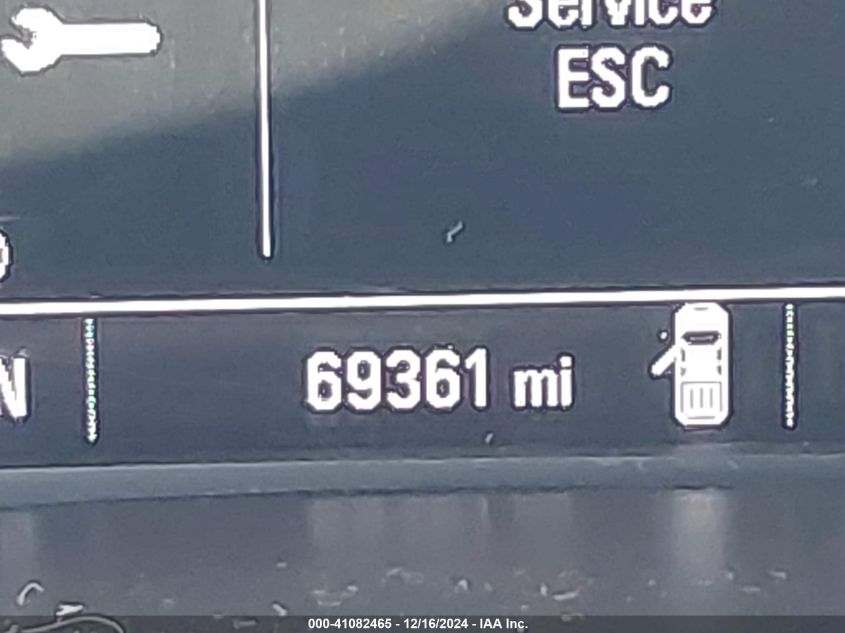 Service
ESC
N
69361 mi
000-41082465 - 12/16/2024 - IAA Inc.